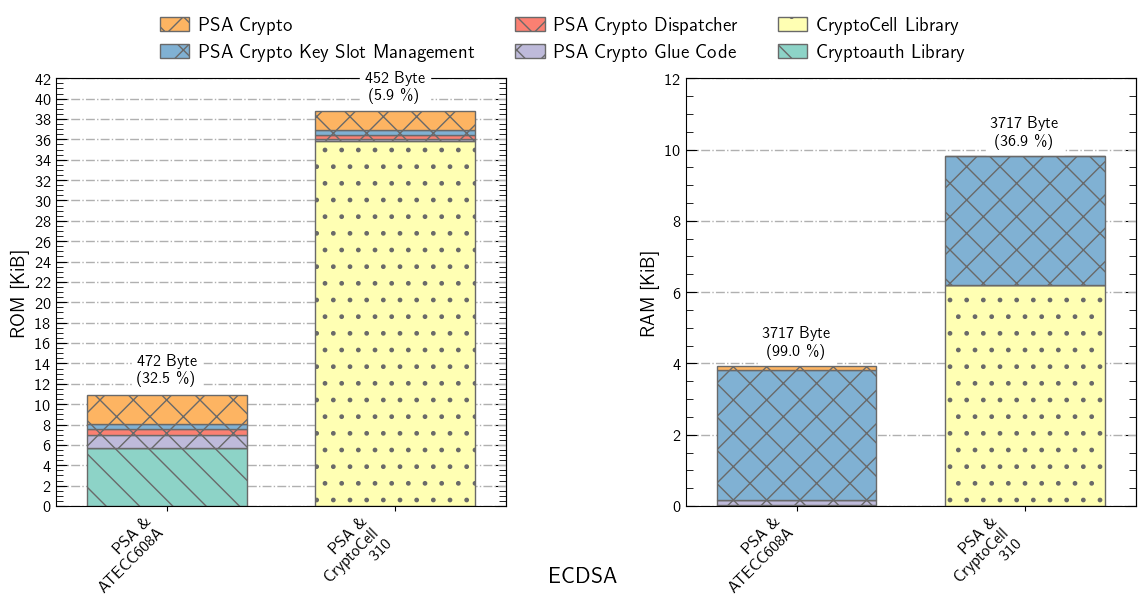 PSA Crypto
PSA Crypto Key Slot Management
PSA Crypto Dispatcher
PSA Crypto Glue Code
CryptoCell Library
Cryptoauth Library
ROM [KiB]
42
40
38
36
34
32
30
28
26
24
22
20
18
16
14
12
10
8
6
4
2
0
472 Byte
(32.5 %)
452 Byte
(5.9 %)
PSA &
ATECC608A
PSA &
CryptoCell
310
RAM [KiB]
12
10
8
6
4
2
0
3717 Byte
(99.0 %)
3717 Byte
(36.9 %)
PSA &
ATECC608A
PSA &
CryptoCell
310
ECDSA